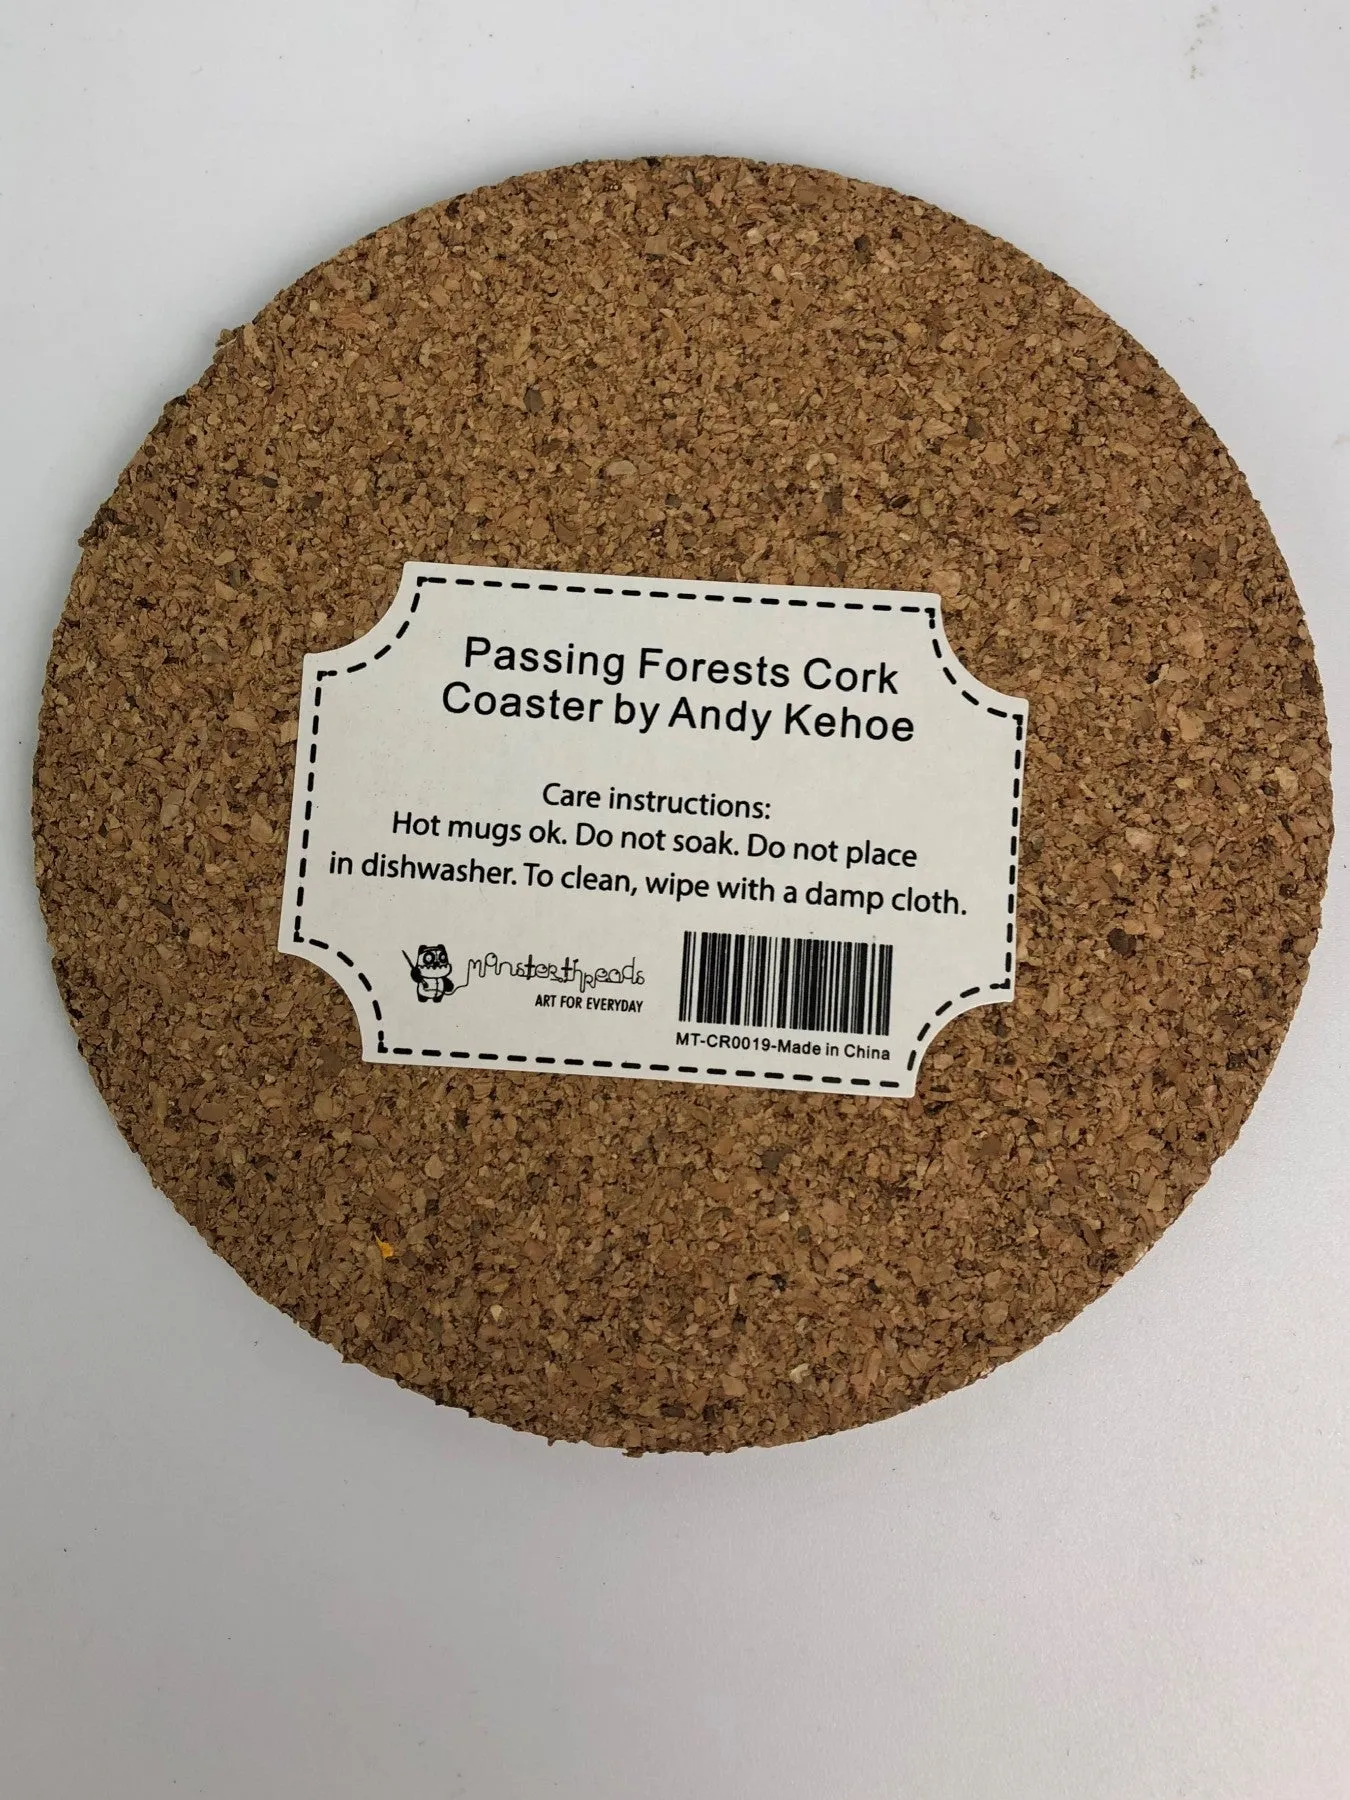 Passing Forests Cork
Coaster by Andy Kehoe
Care instructions:
Hot mugs ok. Do not soak. Do not place
in dishwasher. To clean, wipe with a damp cloth.
monsterthreads
ART FOR EVERYDAY
MT-CR0019-Made in China